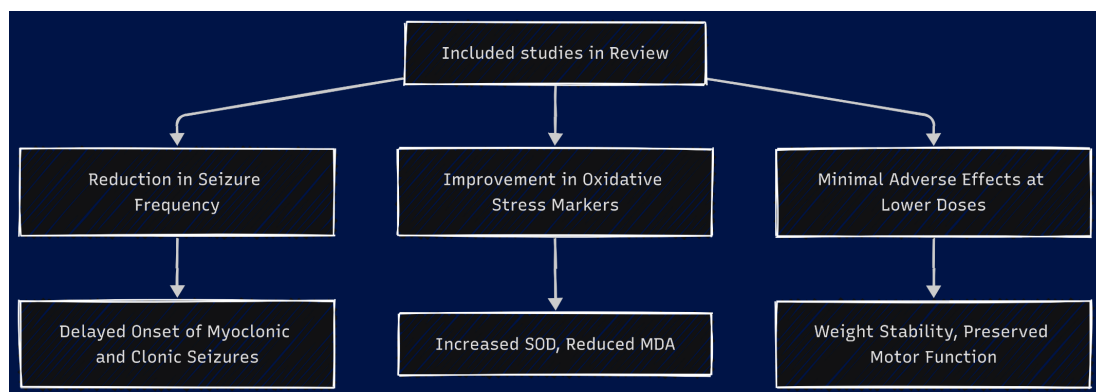 Included studies in Review
Reduction in Seizure
Frequency
Improvement in Oxidative
Stress Markers
Minimal Adverse Effects at
Lower Doses
Delayed Onset of Myoclonic
and Clonic Seizures
Increased SOD, Reduced MDA
Weight Stability, Preserved
Motor Function